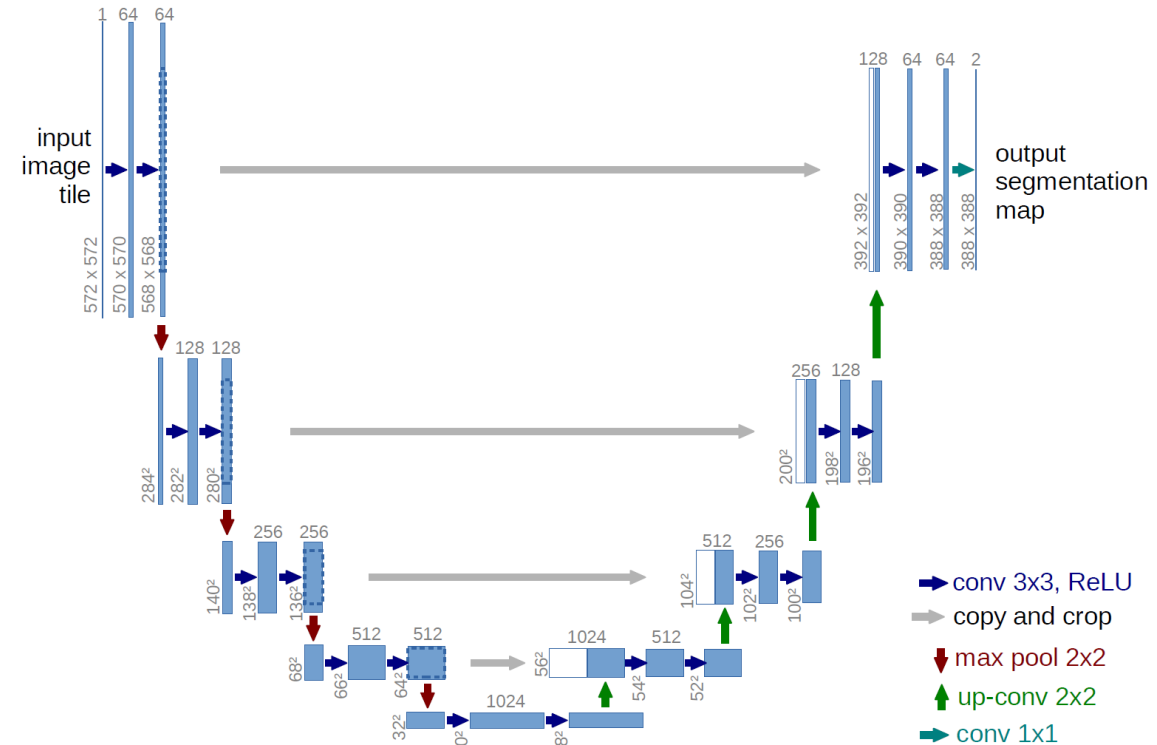 1 64 64
128 64 64 2
input
image
tile
output
segmentation
map
572 x 572
570 x 570
568 x 568
392 x 392
390 x 390
388 x 388
388 x 388
128 128
256 128
284²
282²
280²
200²
198²
196²
256 256
512 256
140²
138²
136²
104²
102²
100²
512 512
1024 512
68²
66²
64²
56²
54²
52²
1024
32²
conv 3x3, ReLU
copy and crop
max pool 2x2
up-conv 2x2
conv 1x1